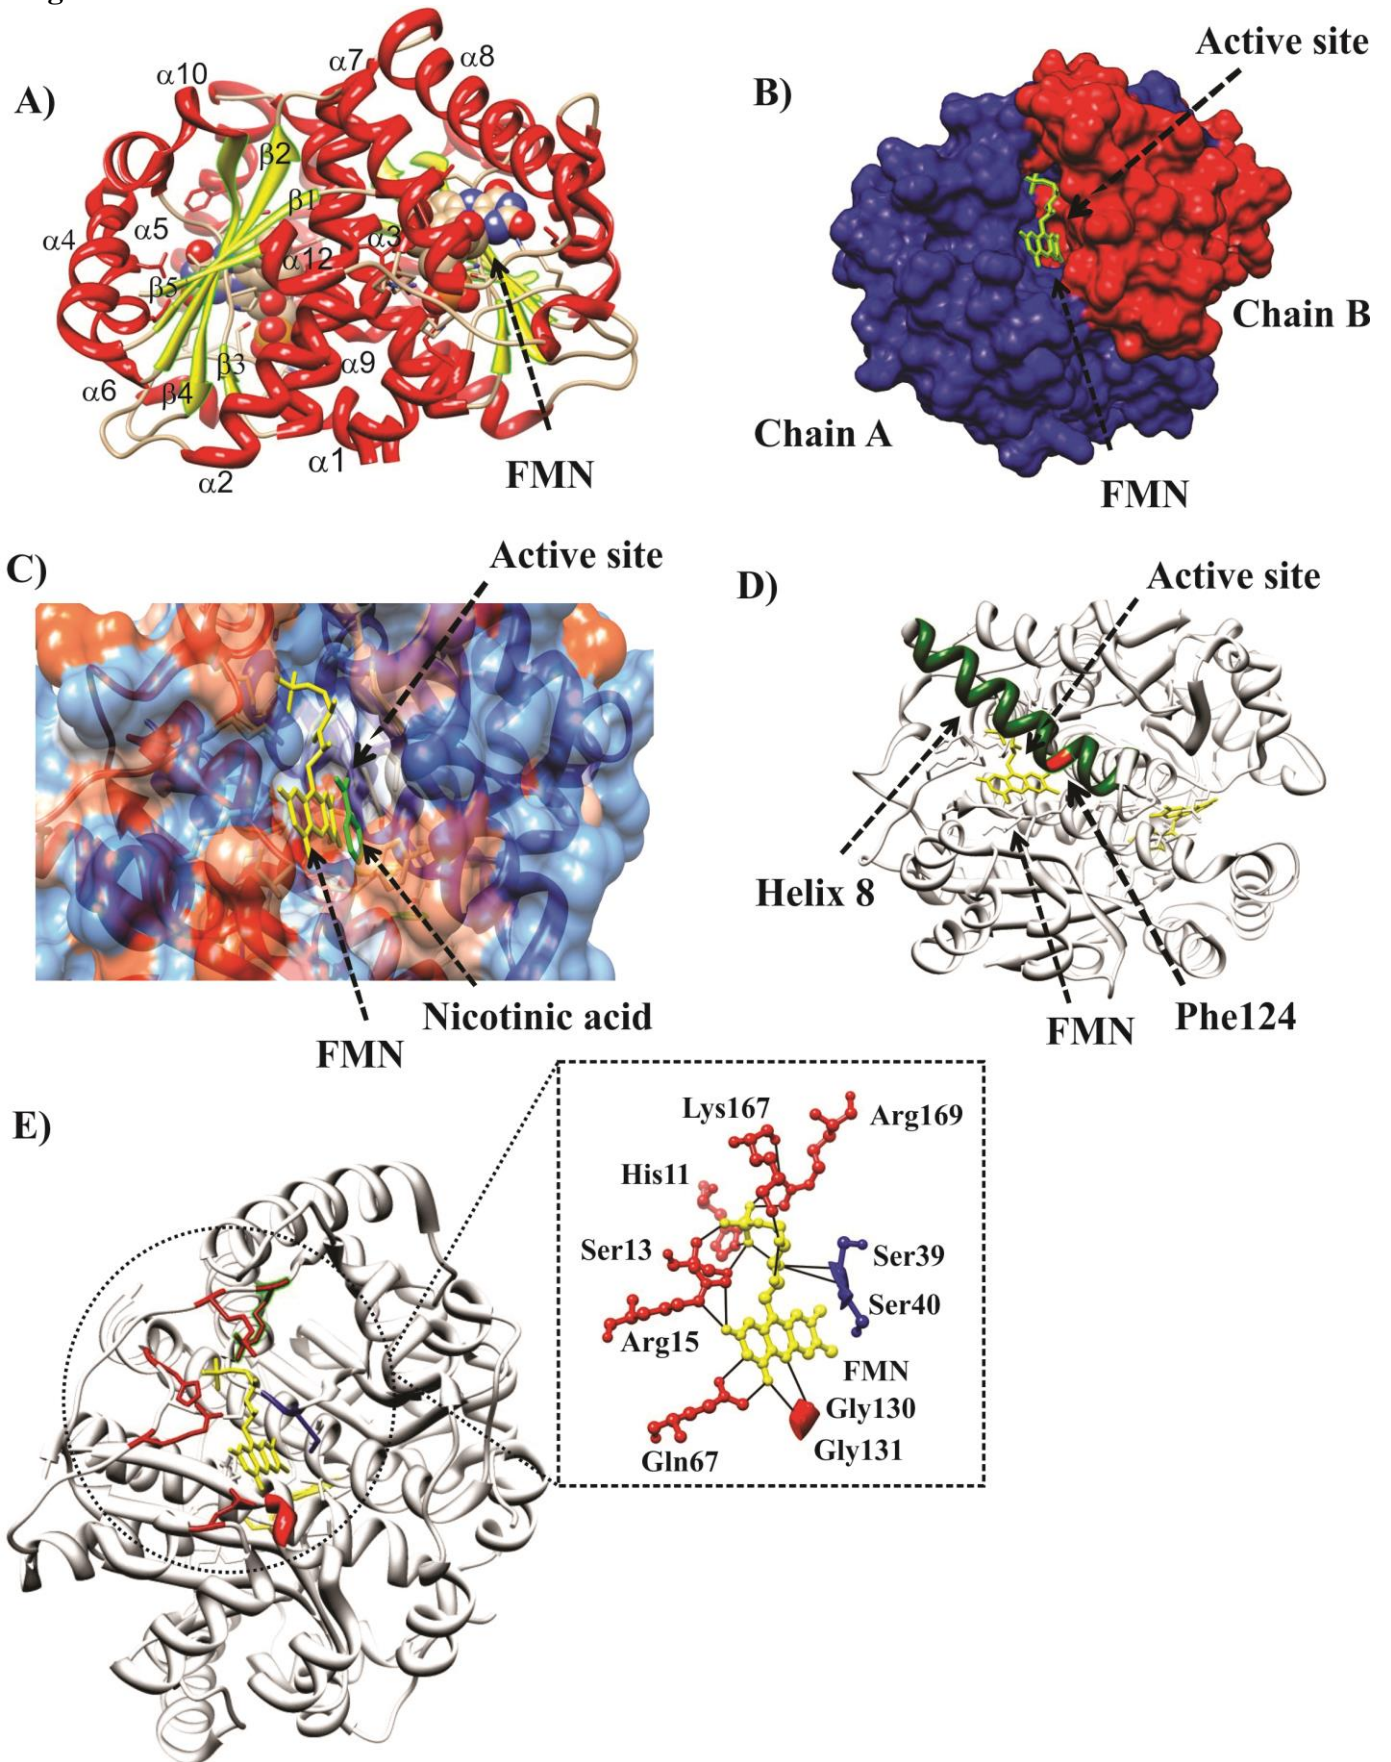 A)
α10
α7
α8
β2
β1
α5
α4
α3
α12
β5
β3
α9
α6
β4
α1
α2
FMN
B)
Active site
Chain B
Chain A
FMN
C)
Active site
Nicotinic acid
FMN
D)
Active site
Helix 8
Phe124
FMN
E)
Lys167
Arg169
His11
Ser13
Ser39
Ser40
Arg15
FMN
Gly130
Gly131
Gln67